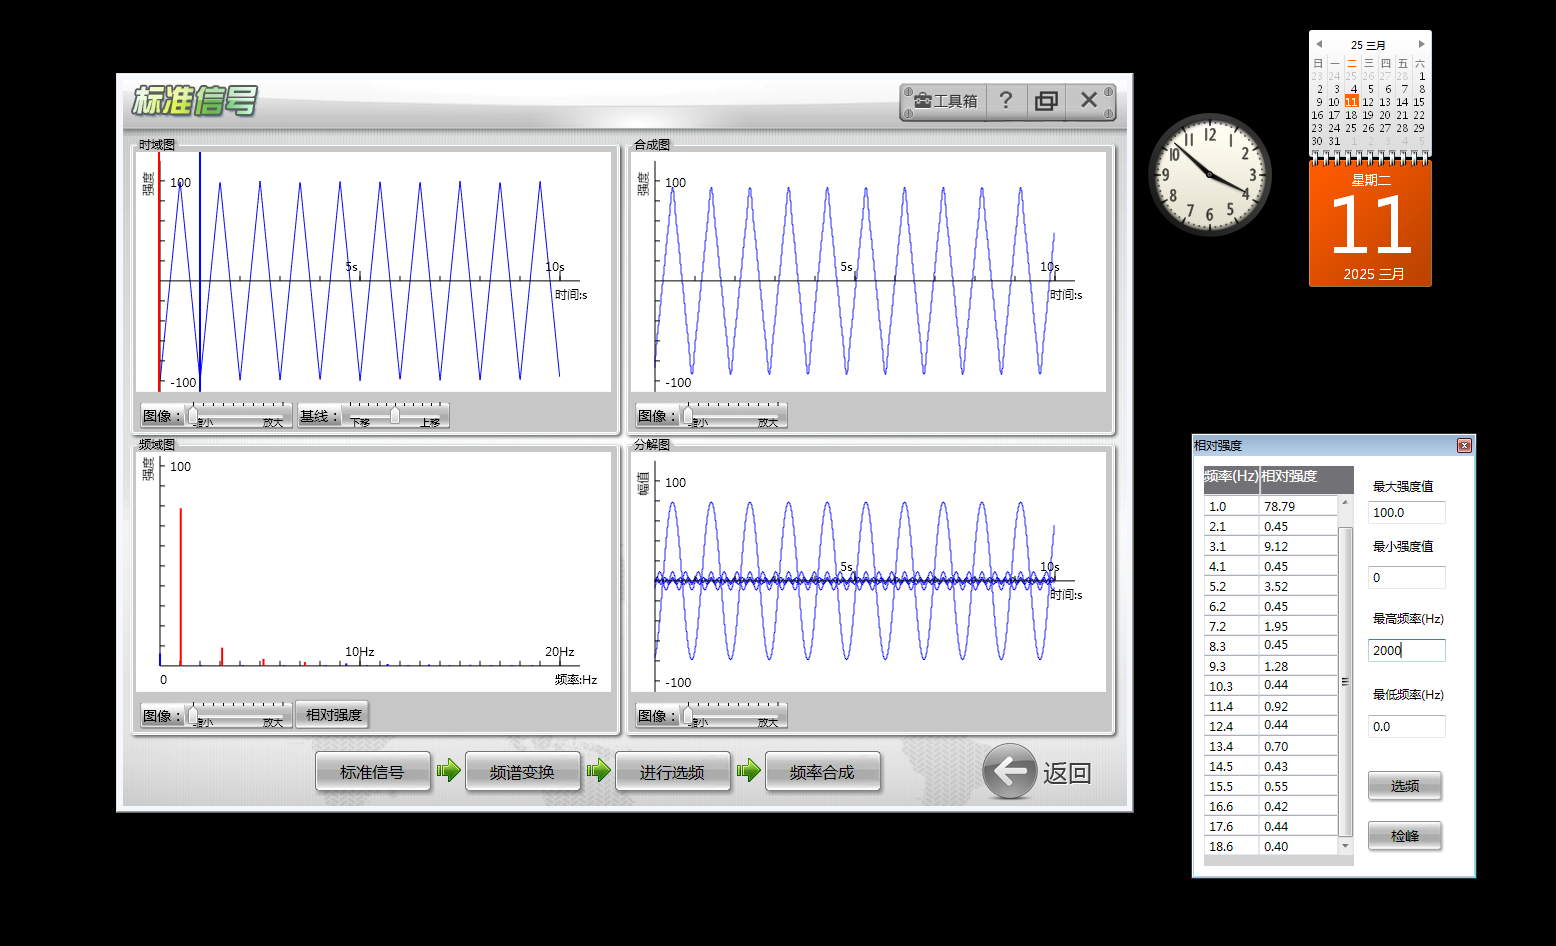 标准信号
工具箱 ?
时域图
强度
100
5s
10s
时间:s
-100
图像：
缩小 放大
基线：
下移 上移
合成图
强度
100
5s
10s
时间:s
-100
图像：
缩小 放大
频域图
强度
100
10Hz
20Hz
0
频率:Hz
图像：
缩小 放大
相对强度
分解图
幅值
100
5s
10s
时间:s
-100
图像：
缩小 放大
标准信号
频谱变换
进行选频
频率合成
返回
12
1
2
3
4
5
6
7
8
9
10
11
25 三月
日 一 二 三 四 五 六
23 24 25 26 27 28 1
2 3 4 5 6 7 8
9 10 11 12 13 14 15
16 17 18 19 20 21 22
23 24 25 26 27 28 29
30 31 1 2 3 4 5
星期二
11
2025 三月
相对强度
频率(Hz) 相对强度
1.0 78.79
2.1 0.45
3.1 9.12
4.1 0.45
5.2 3.52
6.2 0.45
7.2 1.95
8.3 0.45
9.3 1.28
10.3 0.44
11.4 0.92
12.4 0.44
13.4 0.70
14.5 0.43
15.5 0.55
16.6 0.42
17.6 0.44
18.6 0.40
最大强度值
100.0
最小强度值
0
最高频率(Hz)
2000
最低频率(Hz)
0.0
选频
检峰